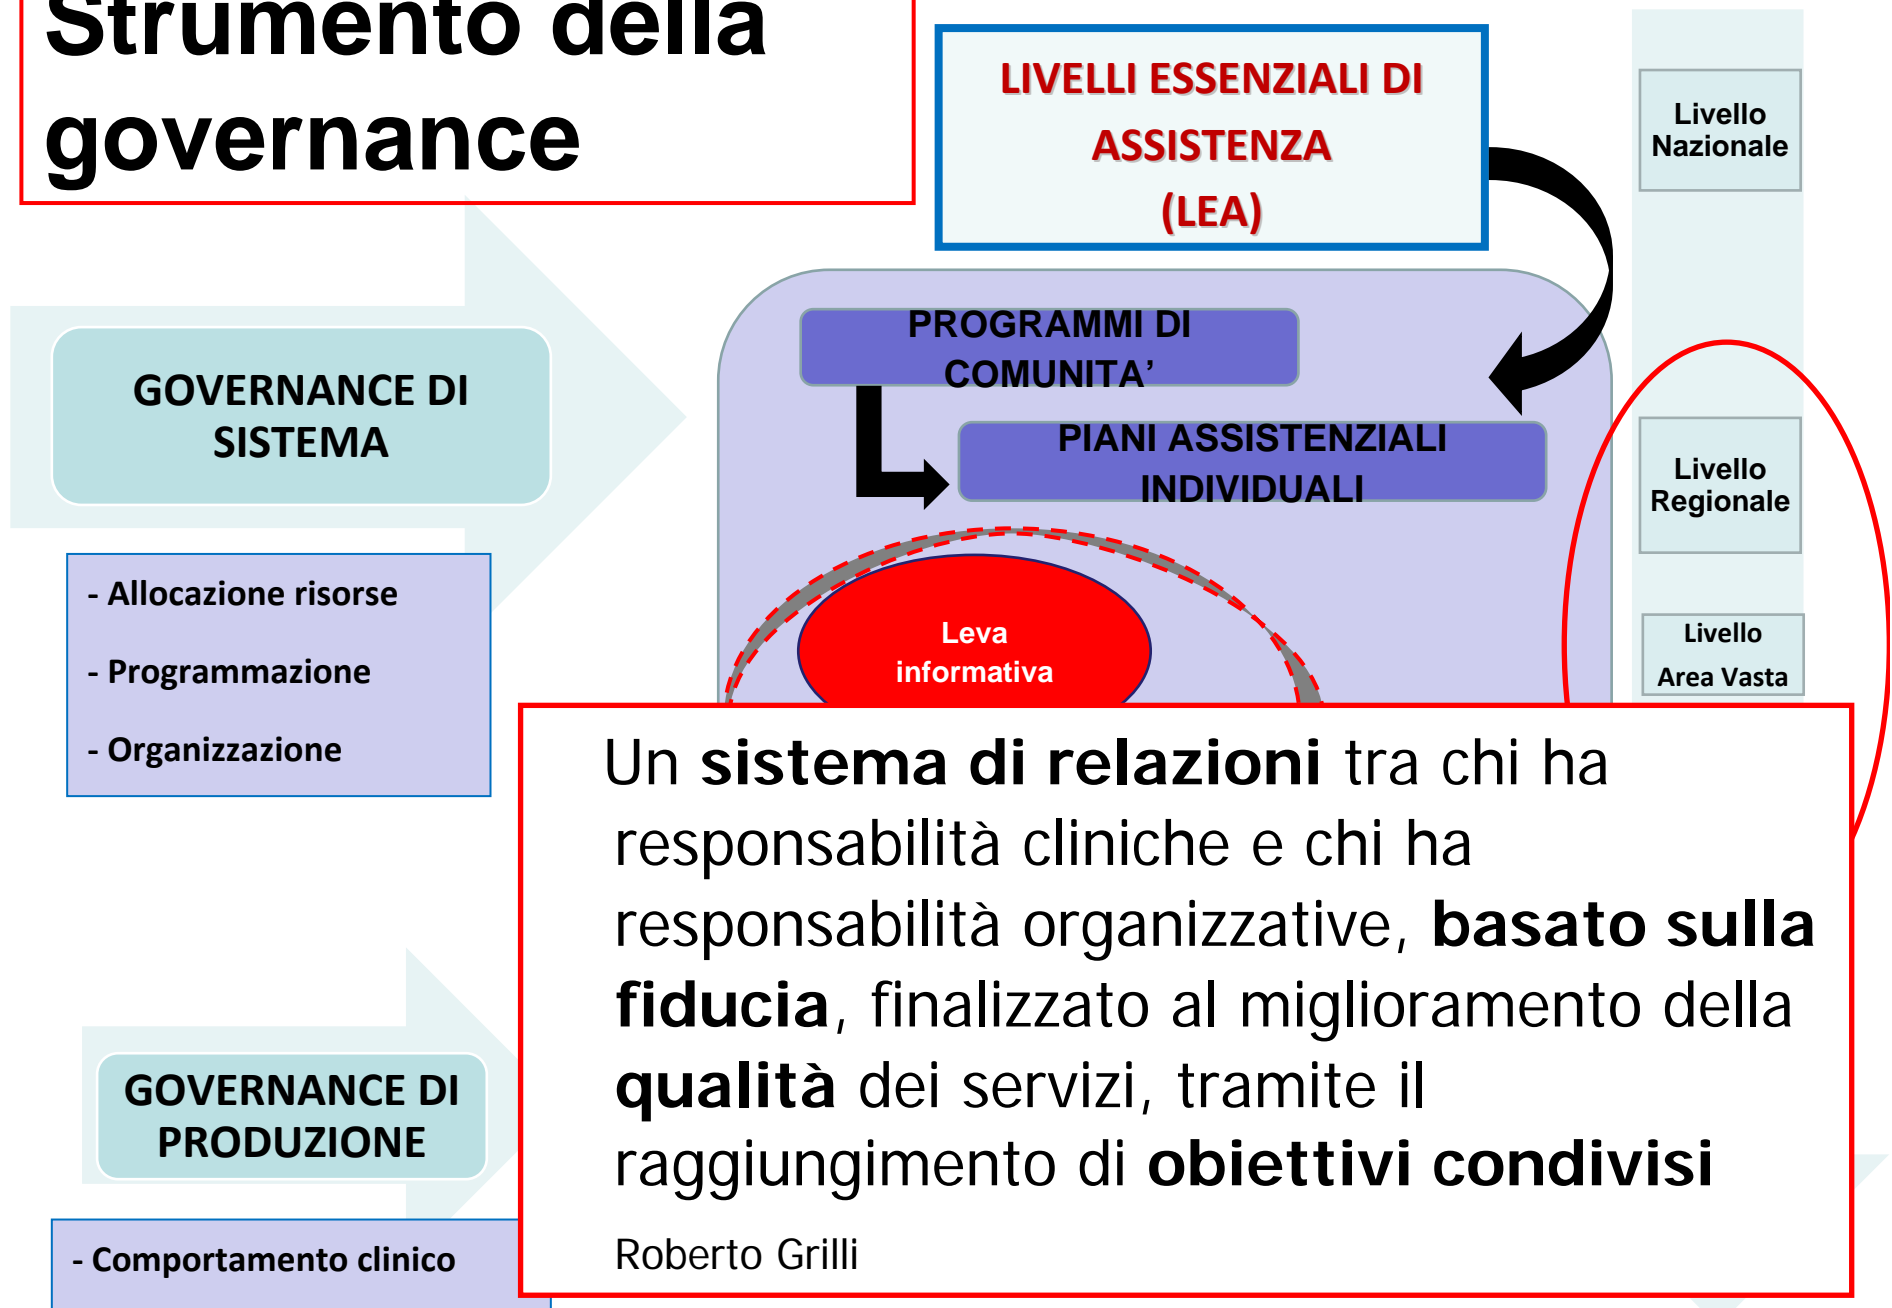 Strumento della
governance
LIVELLI ESSENZIALI DI
ASSISTENZA
(LEA)
Livello
Nazionale
PROGRAMMI DI
COMUNITA’
GOVERNANCE DI
SISTEMA
PIANI ASSISTENZIALI
INDIVIDUALI
Livello
Regionale
- Allocazione risorse
- Programmazione
- Organizzazione
Leva
informativa
Livello
Area Vasta
Un sistema di relazioni tra chi ha
responsabilità cliniche e chi ha
responsabilità organizzative, basato sulla
fiducia, finalizzato al miglioramento della
qualità dei servizi, tramite il
raggiungimento di obiettivi condivisi
Roberto Grilli
GOVERNANCE DI
PRODUZIONE
- Comportamento clinico